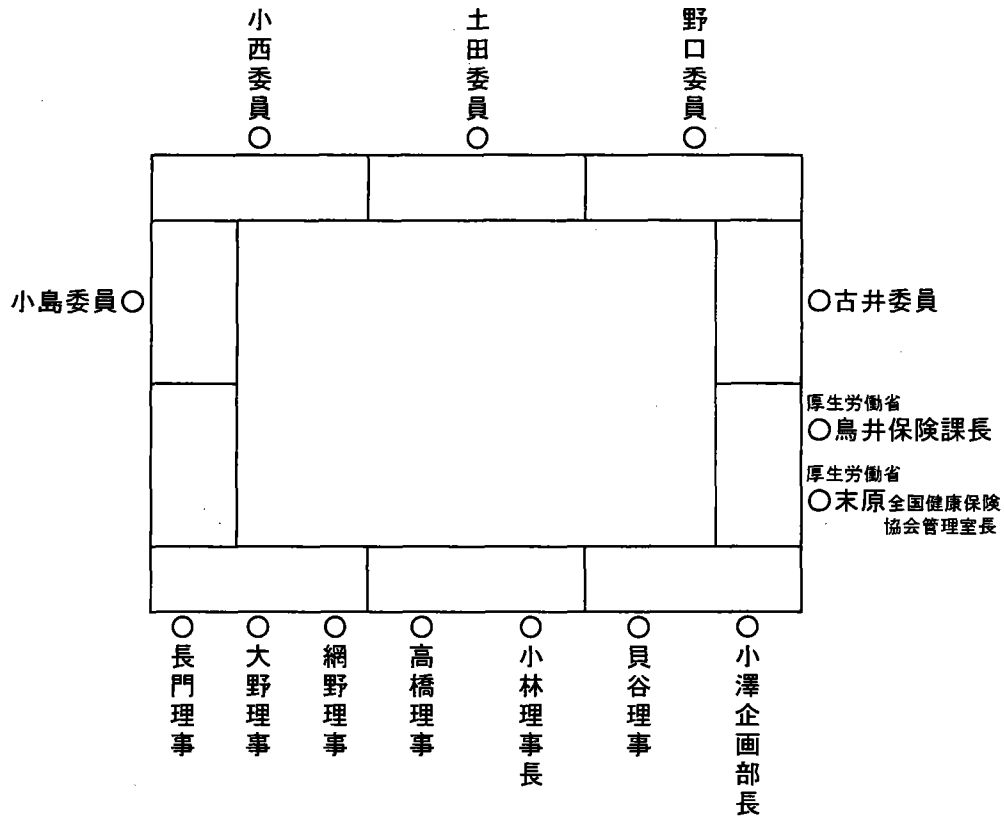 小西委員
土田委員
野口委員
小島委員
古井委員
厚生労働省
鳥井保険課長
厚生労働省
末原全国健康保険
協会管理室長
長門理事
大野理事
網野理事
高橋理事
小林理事長
貝谷理事
小澤企画部長